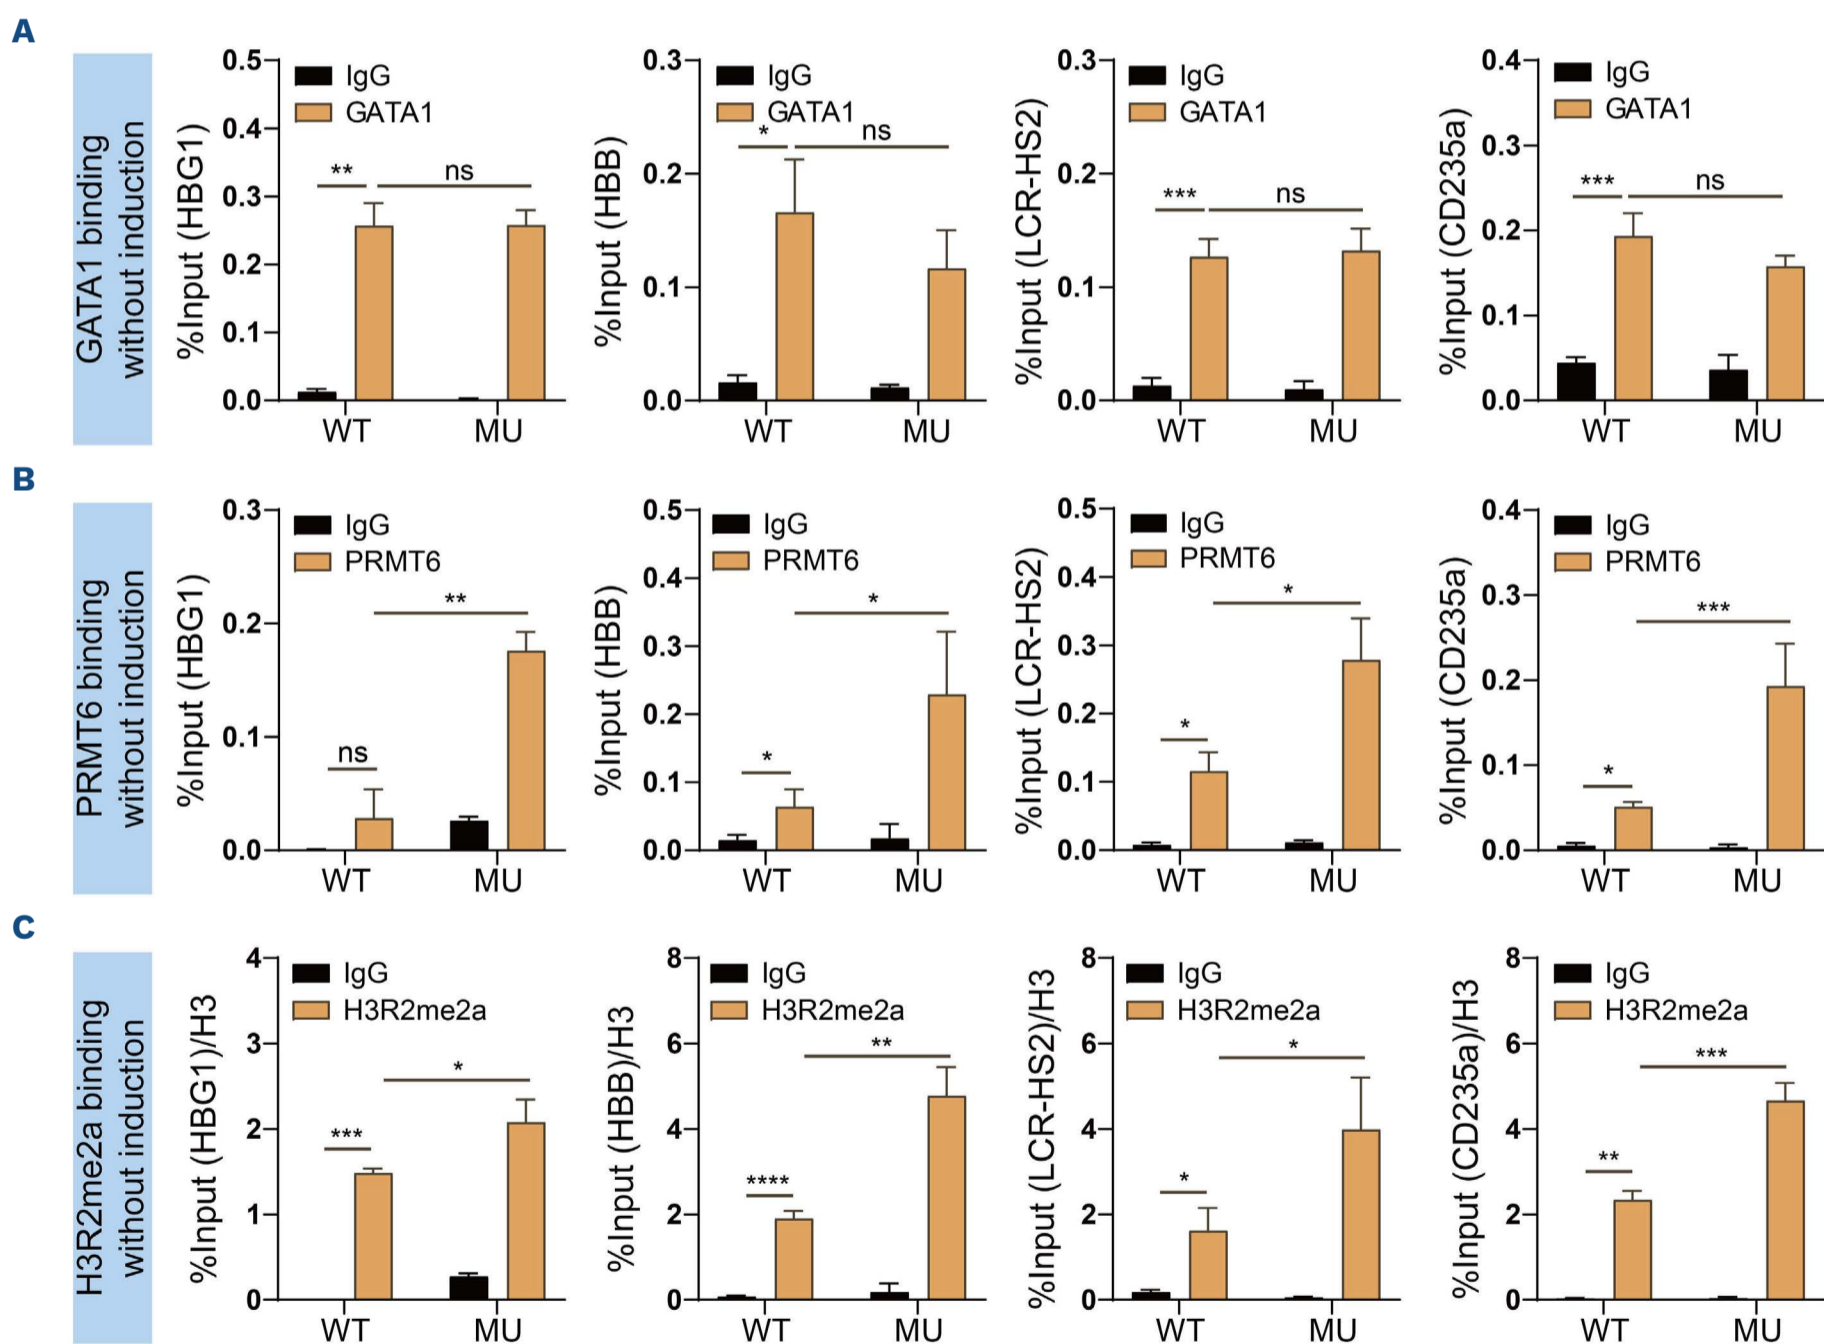 A
GATA1 binding
without induction
%Input (HBG1)
0.5
0.4
0.3
0.2
0.1
0.0
IgG
GATA1
**
ns
WT
MU
%Input (HBB)
0.3
0.2
0.1
0.0
IgG
GATA1
*
ns
WT
MU
%Input (LCR-HS2)
0.3
0.2
0.1
0.0
IgG
GATA1
***
ns
WT
MU
%Input (CD235a)
0.4
0.3
0.2
0.1
0.0
IgG
GATA1
***
ns
WT
MU
B
PRMT6 binding
without induction
%Input (HBG1)
0.3
0.2
0.1
0.0
IgG
PRMT6
**
ns
WT
MU
%Input (HBB)
0.5
0.4
0.3
0.2
0.1
0.0
IgG
PRMT6
*
*
WT
MU
%Input (LCR-HS2)
0.5
0.4
0.3
0.2
0.1
0.0
IgG
PRMT6
*
*
WT
MU
%Input (CD235a)
0.4
0.3
0.2
0.1
0.0
IgG
PRMT6
***
*
WT
MU
C
H3R2me2a binding
without induction
%Input (HBG1)/H3
4
3
2
1
0
IgG
H3R2me2a
*
***
WT
MU
%Input (HBB)/H3
8
6
4
2
0
IgG
H3R2me2a
**
****
WT
MU
%Input (LCR-HS2)/H3
8
6
4
2
0
IgG
H3R2me2a
*
*
WT
MU
%Input (CD235a)/H3
8
6
4
2
0
IgG
H3R2me2a
***
**
WT
MU